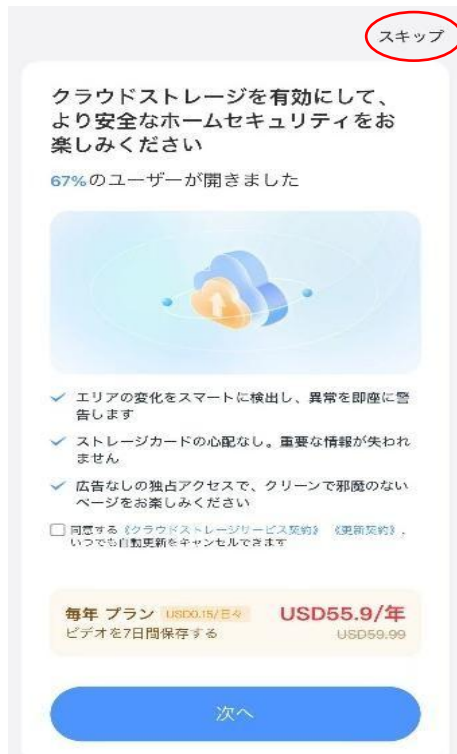 スキップ
クラウドストレージを有効にして、
より安全なホームセキュリティをお
楽しみください
67%のユーザーが開きました
エリアの変化をスマートに検出し、異常を即座に警
告します
ストレージカードの心配なし。重要な情報が失われ
ません
広告なしの独占アクセスで、クリーンで邪魔のない
ページをお楽しみください
同意する《クラウドストレージサービス契約》 《更新契約》,
いつでも自動更新をキャンセルできます
毎年 プラン USD0.15/日々 USD55.9/年
ビデオを7日間保存する USD59.99
次へ